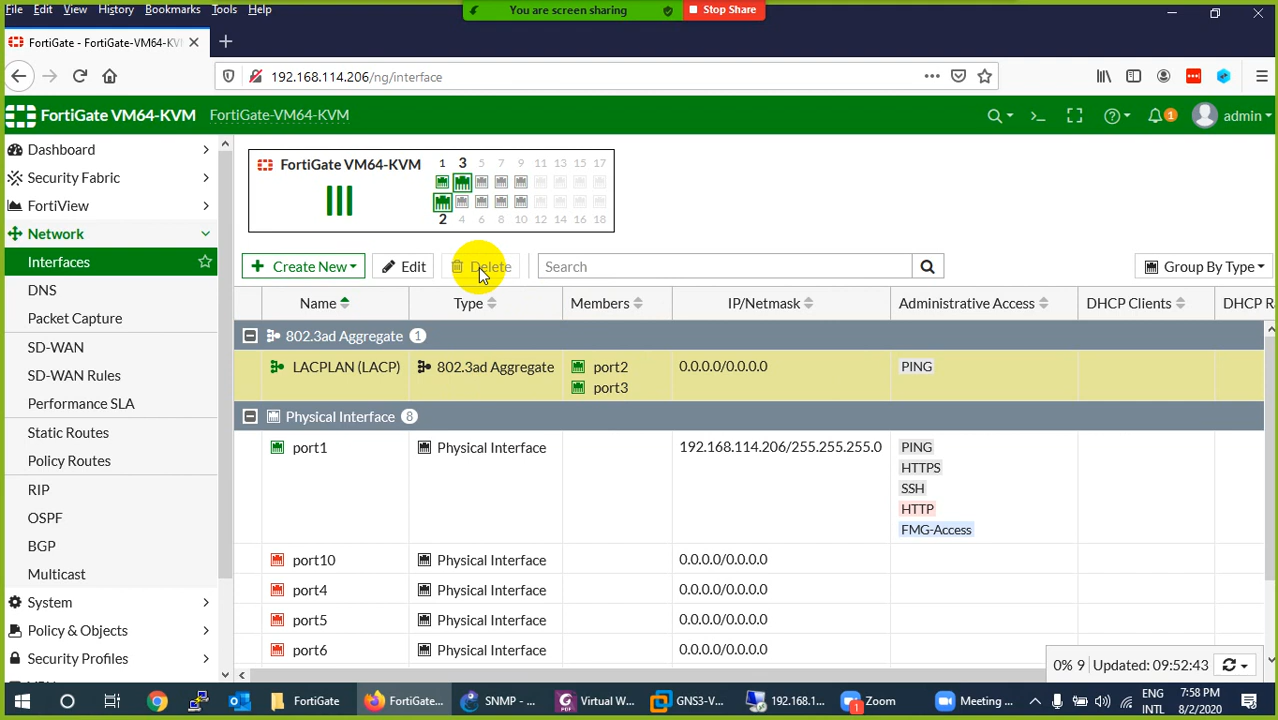 File Edit View History Bookmarks Tools Help
You are screen sharing Stop Share
FortiGate - FortiGate-VM64-KVM
192.168.114.206/ng/interface
FortiGate VM64-KVM FortiGate-VM64-KVM
1 admin
Dashboard
Security Fabric
FortiView
Network
Interfaces
DNS
Packet Capture
SD-WAN
SD-WAN Rules
Performance SLA
Static Routes
Policy Routes
RIP
OSPF
BGP
Multicast
System
Policy & Objects
Security Profiles
FortiGate VM64-KVM 1 3 5 7 9 11 13 15 17
2 4 6 8 10 12 14 16 18
Create New Edit Delete Search Group By Type
Name Type Members IP/Netmask Administrative Access DHCP Clients DHCP R
802.3ad Aggregate 1
LACPLAN (LACP) 802.3ad Aggregate port2 0.0.0.0/0.0.0.0 PING
port3
Physical Interface 8
port1 Physical Interface 192.168.114.206/255.255.255.0 PING
HTTPS
SSH
HTTP
FMG-Access
port10 Physical Interface 0.0.0.0/0.0.0.0
port4 Physical Interface 0.0.0.0/0.0.0.0
port5 Physical Interface 0.0.0.0/0.0.0.0
port6 Physical Interface 0.0.0.0/0.0.0.0
0% 9 Updated: 09:52:43
FortiGate FortiGate... SNMP - ... Virtual W... GNS3-V... 192.168.1... 1 Zoom Meeting ... ENG 7:58 PM
INTL 8/2/2020